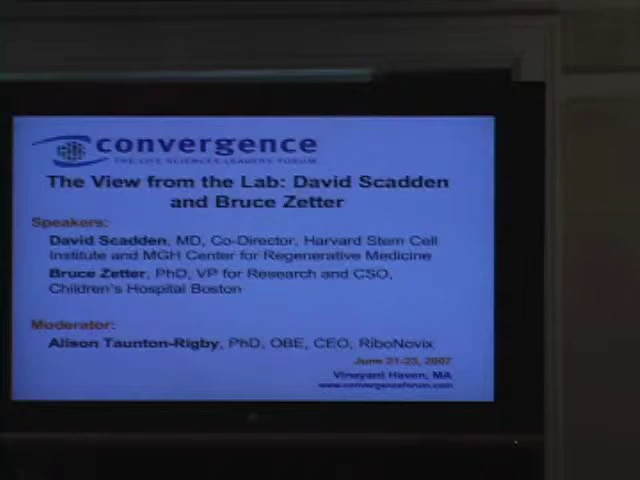 convergence
THE LIFE SCIENCES LEADERS FORUM
The View from the Lab: David Scadden
and Bruce Zetter
Speakers:
David Scadden, MD, Co-Director, Harvard Stem Cell
Institute and MGH Center for Regenerative Medicine
Bruce Zetter, PhD, VP for Research and CSO,
Children's Hospital Boston
Moderator:
Alison Taunton-Rigby, PhD, OBE, CEO, RiboNovix
June 21-23, 2007
Vineyard Haven, MA
www.convergenceforum.com